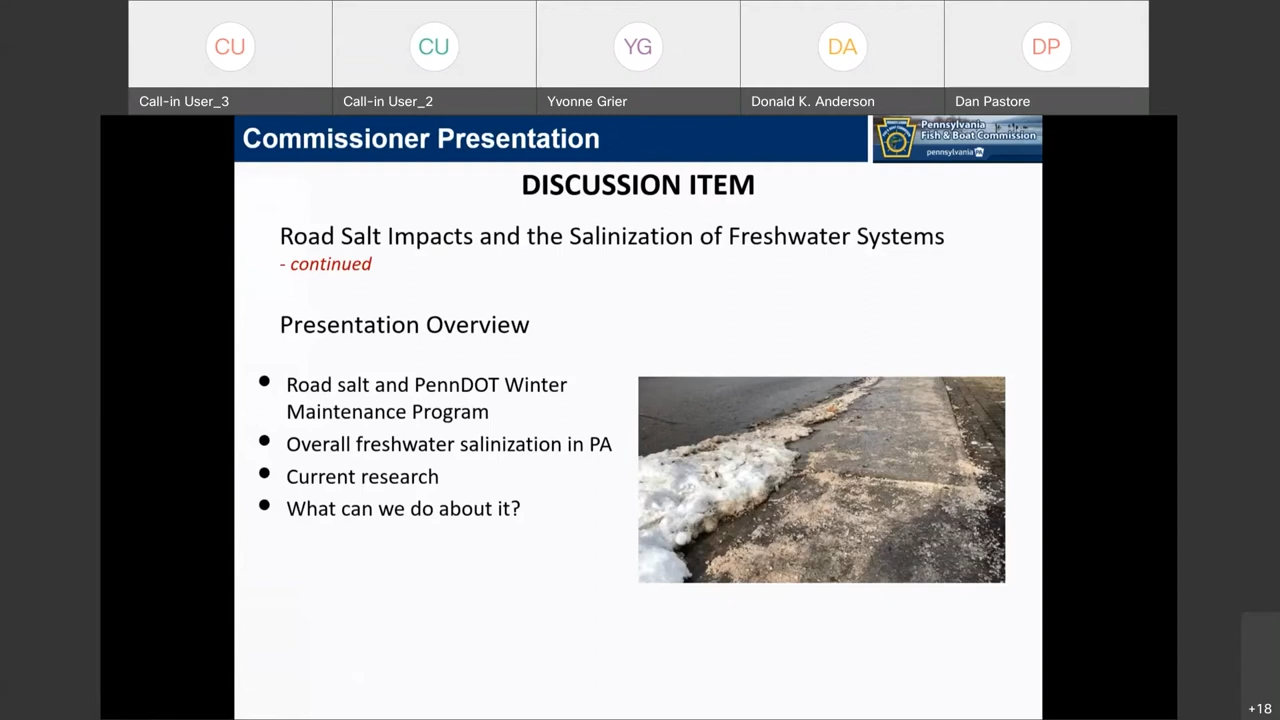 CU
CU
YG
DA
DP
Call-in User_3
Call-in User_2
Yvonne Grier
Donald K. Anderson
Dan Pastore
Commissioner Presentation
Pennsylvania
Fish & Boat Commission
pennsylvania PA
DISCUSSION ITEM
Road Salt Impacts and the Salinization of Freshwater Systems
- continued
Presentation Overview
• Road salt and PennDOT Winter
Maintenance Program
• Overall freshwater salinization in PA
• Current research
• What can we do about it?
+18